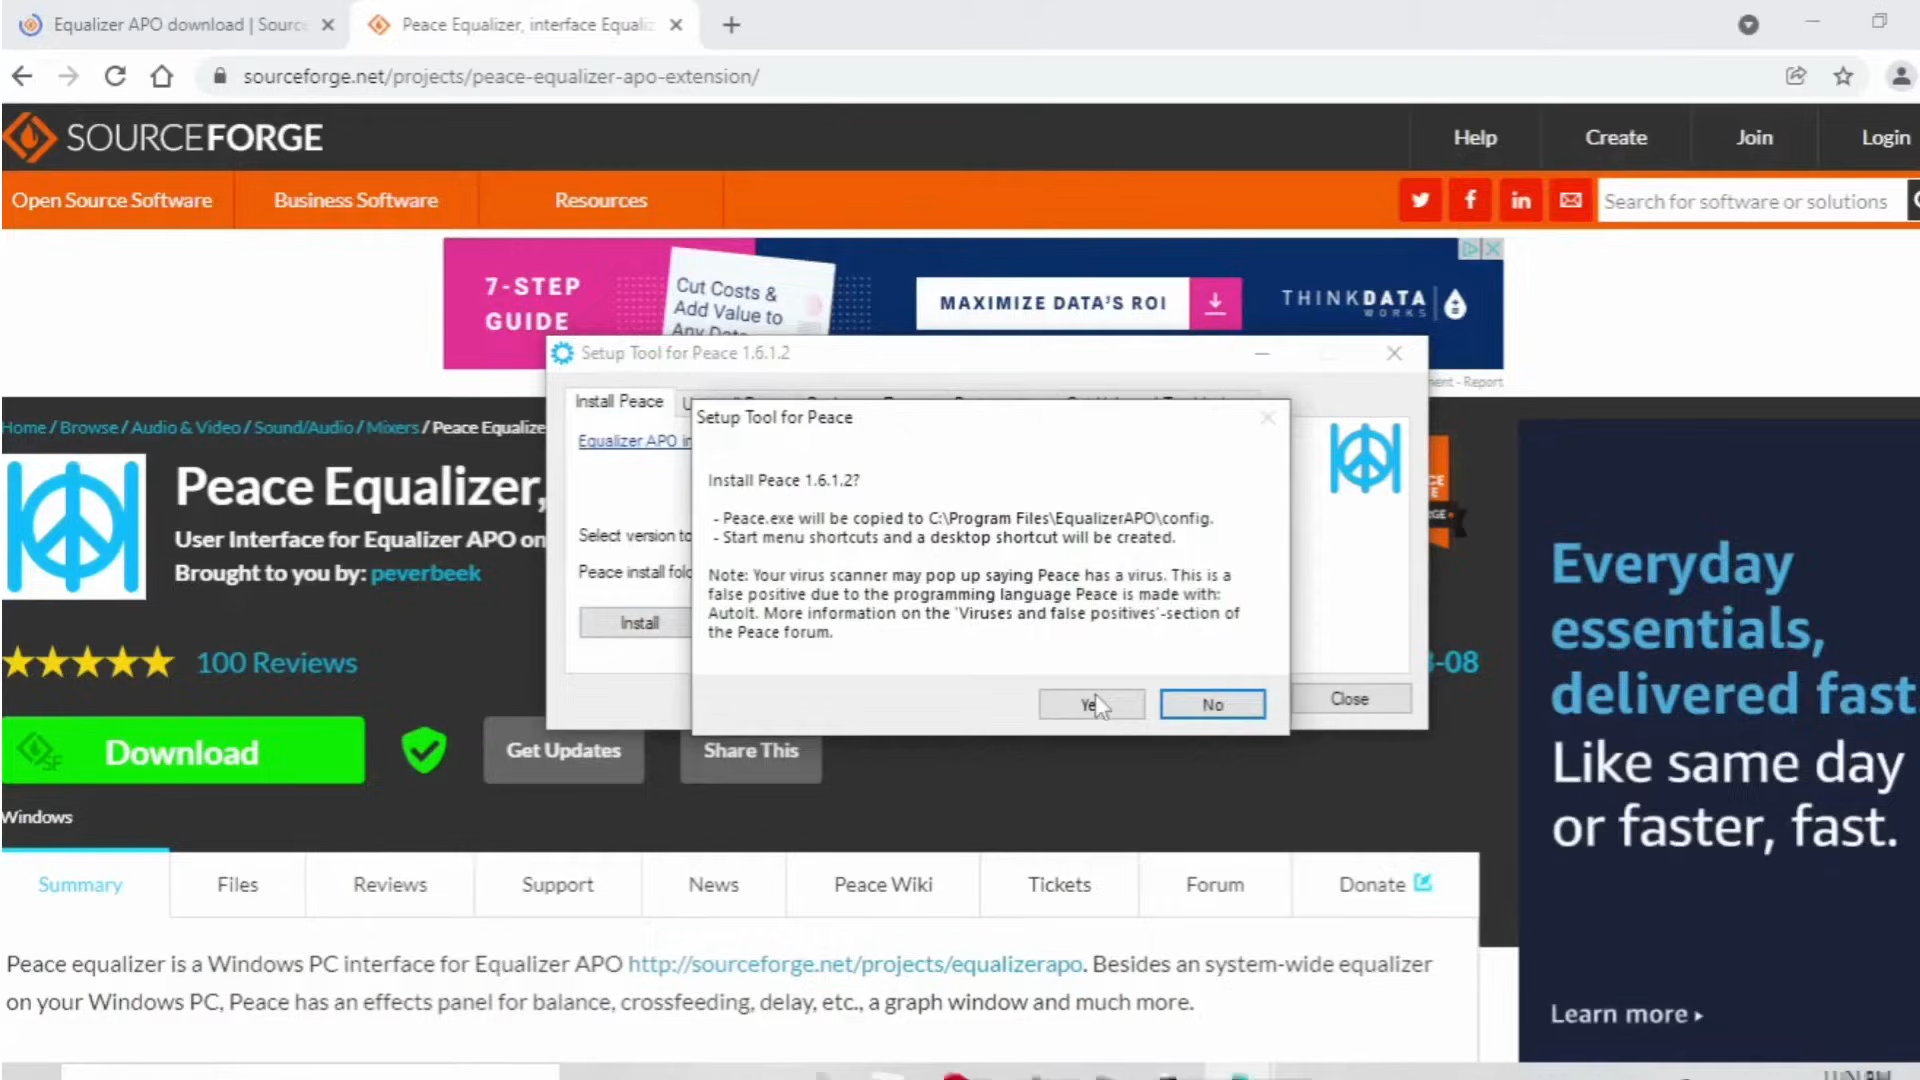 Equalizer APO download | Source
Peace Equalizer, interface Equaliz
sourceforge.net/projects/peace-equalizer-apo-extension/
SOURCEFORGE
Help
Create
Join
Login
Open Source Software
Business Software
Resources
Search for software or solutions
7-STEP
GUIDE
Cut Costs &
Add Value to
Any Data
MAXIMIZE DATA'S ROI
THINKDATA
WORKS
Setup Tool for Peace 1.6.1.2
- Report
Install Peace
Setup Tool for Peace
Home / Browse / Audio & Video / Sound/Audio / Mixers / Peace Equalize
Equalizer APO in
Install Peace 1.6.1.2?
Peace Equalizer,
- Peace.exe will be copied to C:\Program Files\EqualizerAPO\config.
- Start menu shortcuts and a desktop shortcut will be created.
User Interface for Equalizer APO on
Select version to
Brought to you by: peverbeek
Peace install fold
Note: Your virus scanner may pop up saying Peace has a virus. This is a
false positive due to the programming language Peace is made with:
AutoIt. More information on the 'Viruses and false positives'-section of
the Peace forum.
Install
100 Reviews
-08
Ye
No
Close
Download
Get Updates
Share This
Windows
Everyday
essentials,
delivered fast
Like same day
or faster, fast.
Learn more
Summary
Files
Reviews
Support
News
Peace Wiki
Tickets
Forum
Donate
Peace equalizer is a Windows PC interface for Equalizer APO http://sourceforge.net/projects/equalizerapo. Besides an system-wide equalizer
on your Windows PC, Peace has an effects panel for balance, crossfeeding, delay, etc., a graph window and much more.